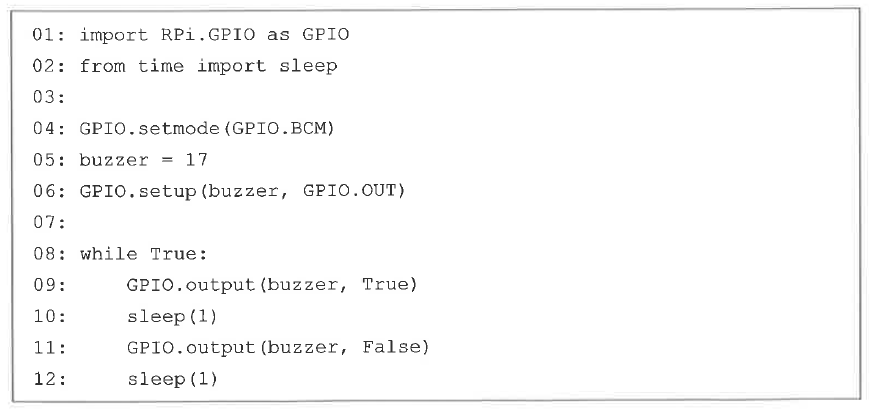 01: import RPi.GPIO as GPIO
02: from time import sleep
03:
04: GPIO.setmode(GPIO.BCM)
05: buzzer = 17
06: GPIO.setup(buzzer, GPIO.OUT)
07:
08: while True:
09:     GPIO.output(buzzer, True)
10:     sleep(1)
11:     GPIO.output(buzzer, False)
12:     sleep(1)